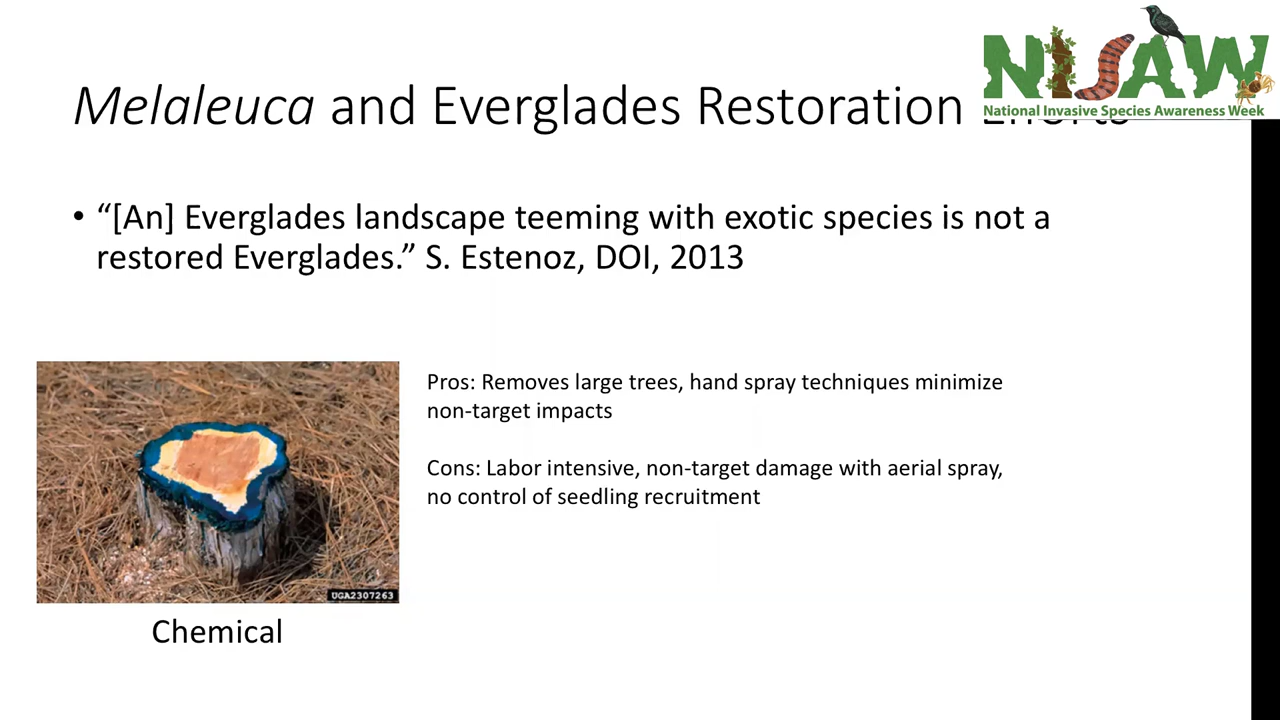 NISAW
National Invasive Species Awareness Week
Melaleuca and Everglades Restoration
• “[An] Everglades landscape teeming with exotic species is not a
restored Everglades.” S. Estenoz, DOI, 2013
Pros: Removes large trees, hand spray techniques minimize
non-target impacts
Cons: Labor intensive, non-target damage with aerial spray,
no control of seedling recruitment
UGA2307263
Chemical